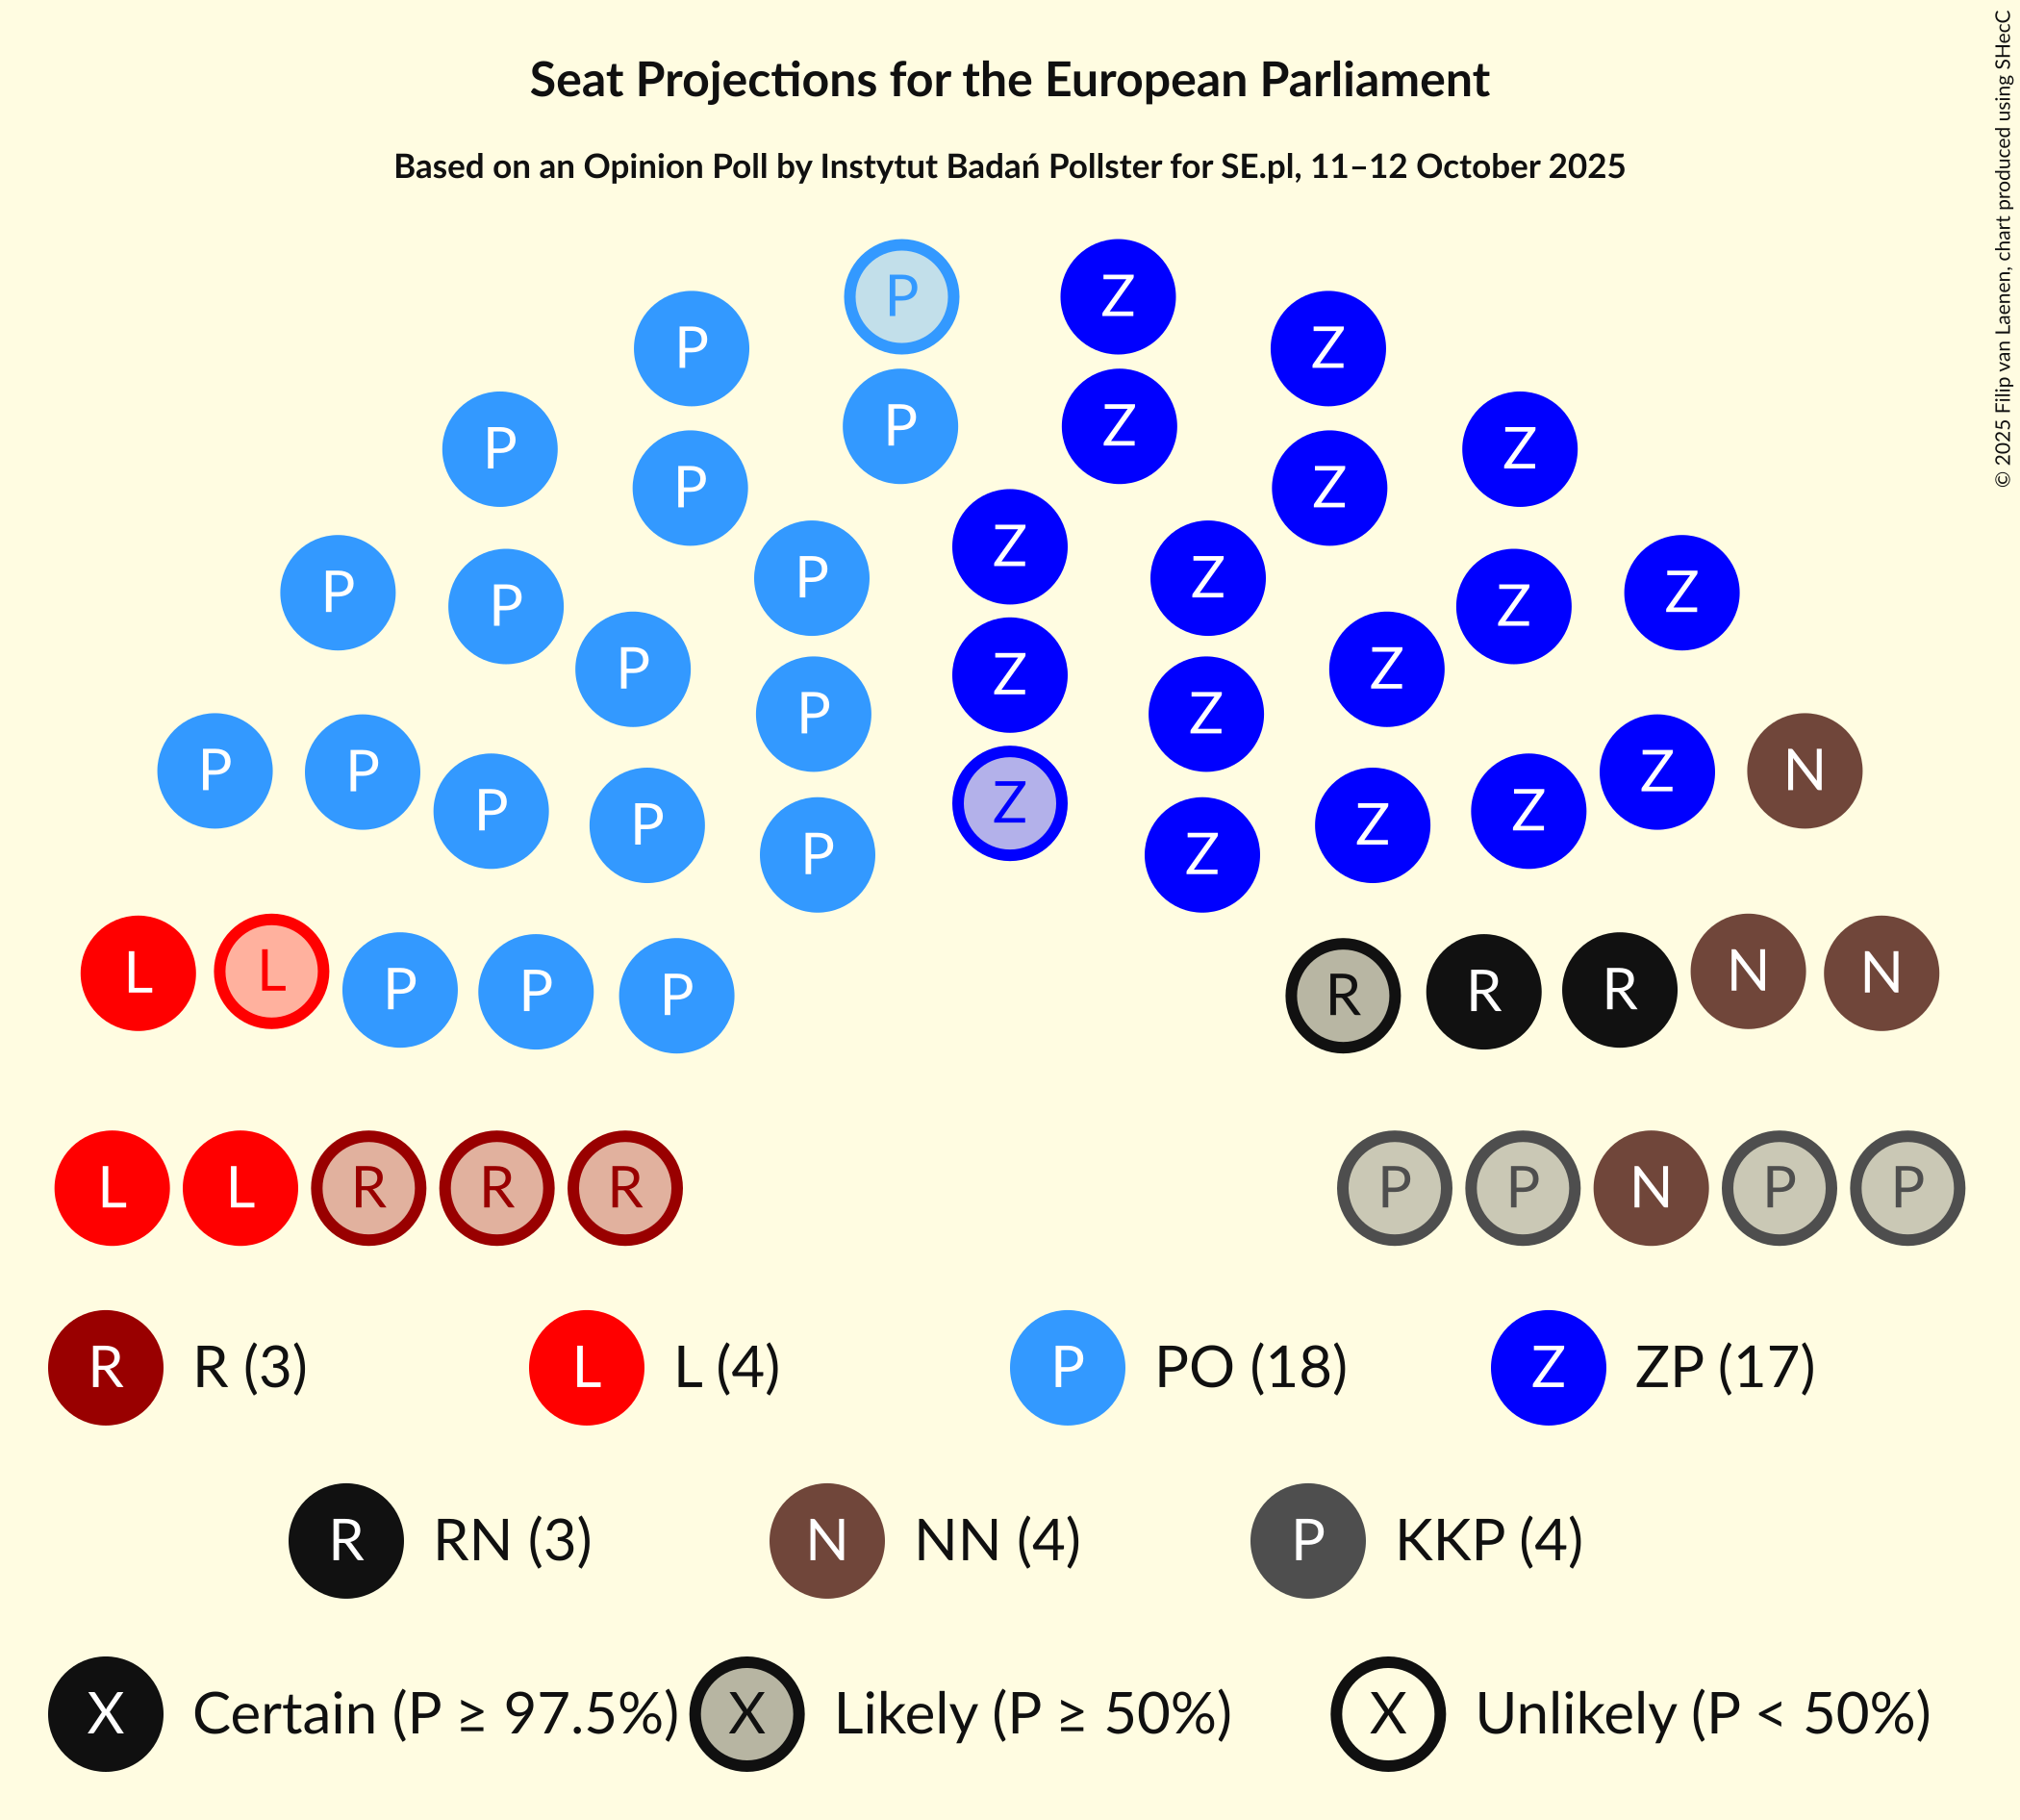 Seat Projections for the European Parliament
Based on an Opinion Poll by Instytut Badań Pollster for SE.pl, 11–12 October 2025
© 2025 Filip van Laenen, chart produced using SHecC
P Z
P Z
P Z
P Z
P Z
P Z
Z
P Z
P Z
P Z
P Z
Z
P Z
P Z N
P Z
Z
P Z
P Z
P Z
L L P P P R R R N N
L L R R R P P N P P
R R (3) L L (4) P PO (18) Z ZP (17)
R RN (3) N NN (4) P KKP (4)
X Certain (P ≥ 97.5%) X Likely (P ≥ 50%) X Unlikely (P < 50%)